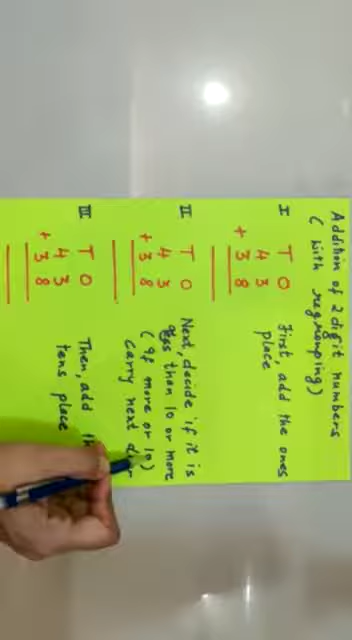 Addition of 2 digit numbers
( with regrouping)
I
T O
4 3
+ 3 8
First, add the ones
place
II
T O
4 3
+ 3 8
Next, decide if it is
less than 10 or more
( If more or 10)
carry next door
III
T O
4 3
+ 3 8
Then, add
tens place